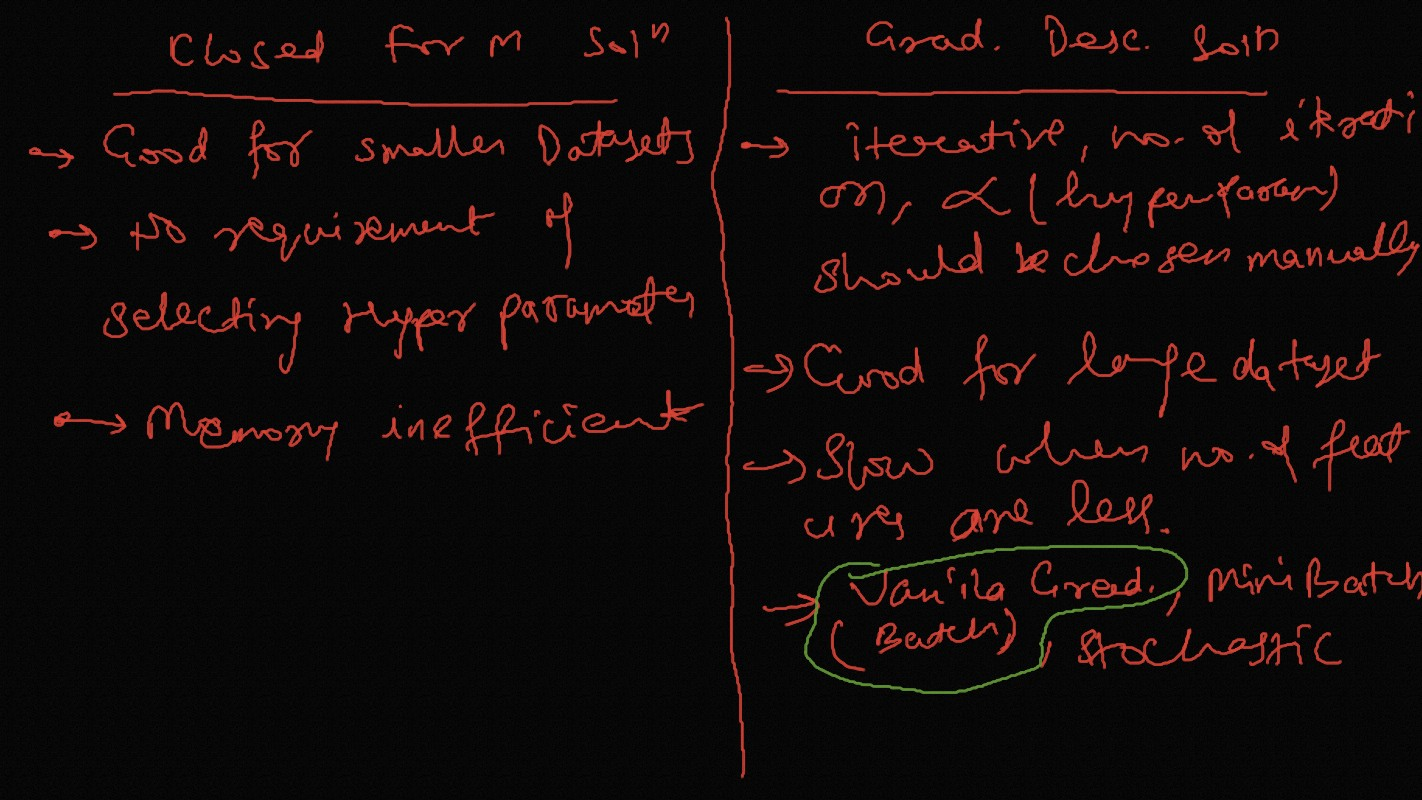 Closed Form Solⁿ
→ Good for smaller Datasets
→ No requirement of
selecting Hyper parameter
→ Memory inefficient
Grad. Desc. Solⁿ
→ iterative, no. of iterati
on, α (hyperparam)
should be chosen manually
→ Good for large dataset
→ Slow when no. of feat
ures are less.
→ Vanila Grad., Mini Batch
(Batch), Stochastic